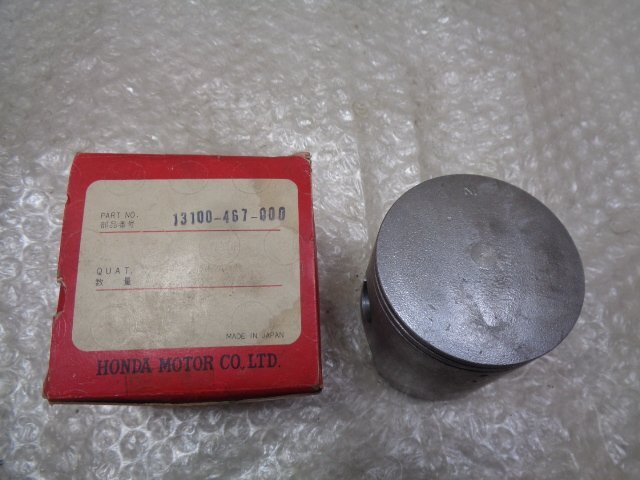 PART NO. 13100-467-000
部品番号
QUAT.
数 量
MADE IN JAPAN
HONDA MOTOR CO., LTD.